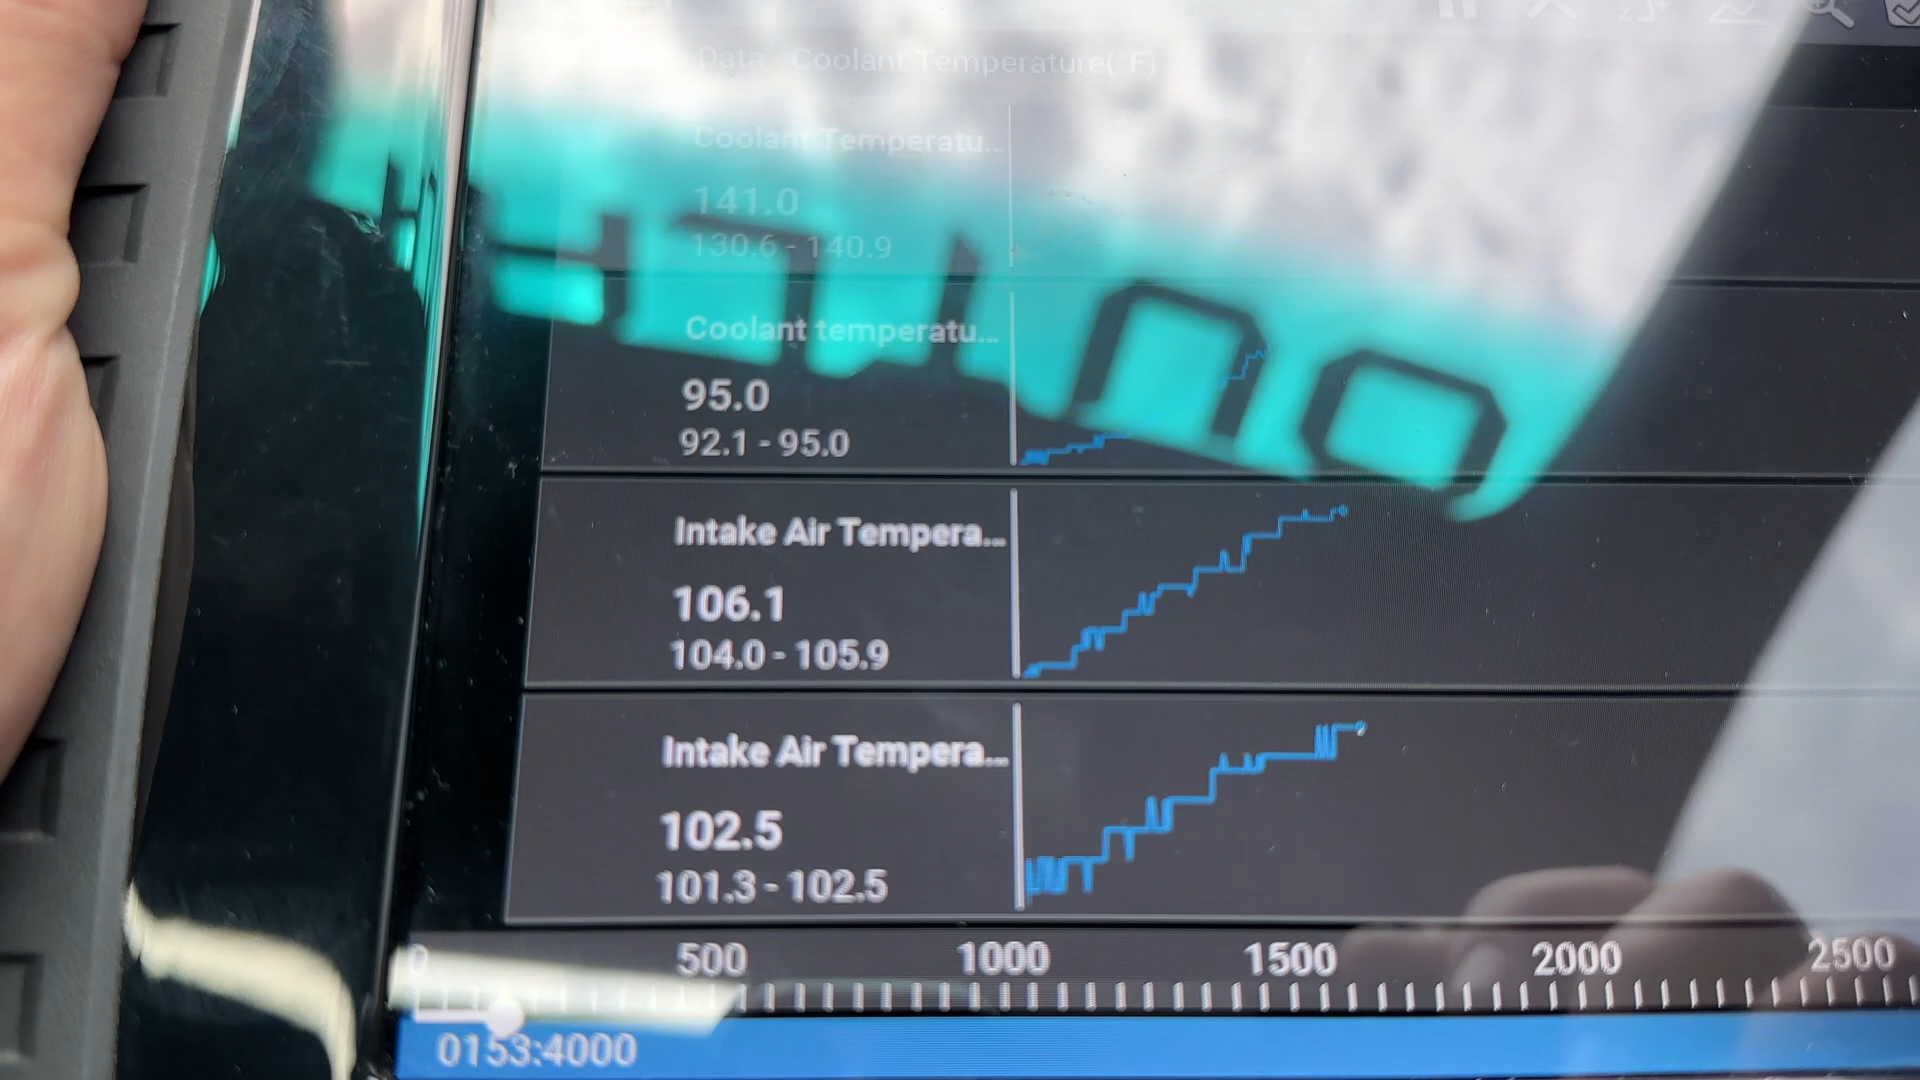 Data - Coolant Temperature(°F)
Coolant Temperatu...
141.0
130.6 - 140.9
Coolant temperatu...
95.0
92.1 - 95.0
Intake Air Tempera...
106.1
104.0 - 105.9
Intake Air Tempera...
102.5
101.3 - 102.5
0 500 1000 1500 2000 2500
0153:4000